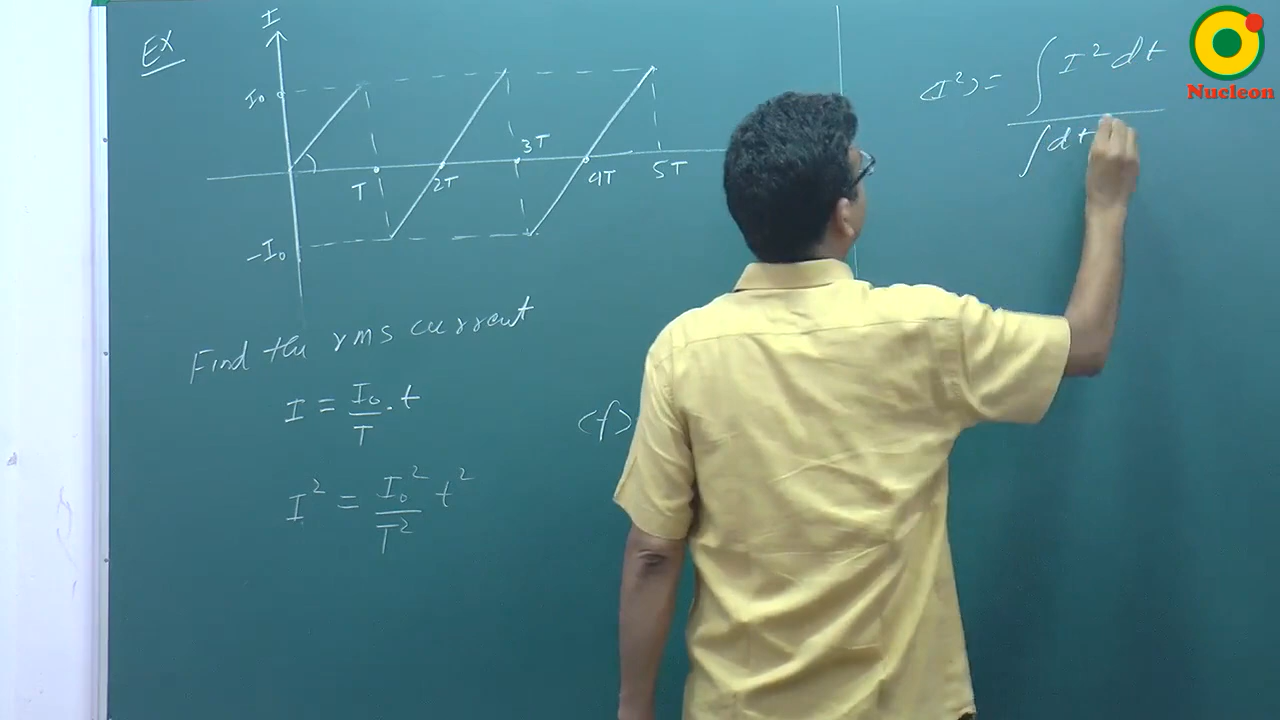 Ex
I
I₀
T
2T
3T
4T
5T
-I₀
Find the rms current
I = I₀/T . t
I² = I₀²/T² t²
<f>
<I²> = ∫ I² dt / ∫ dt
Nucleon